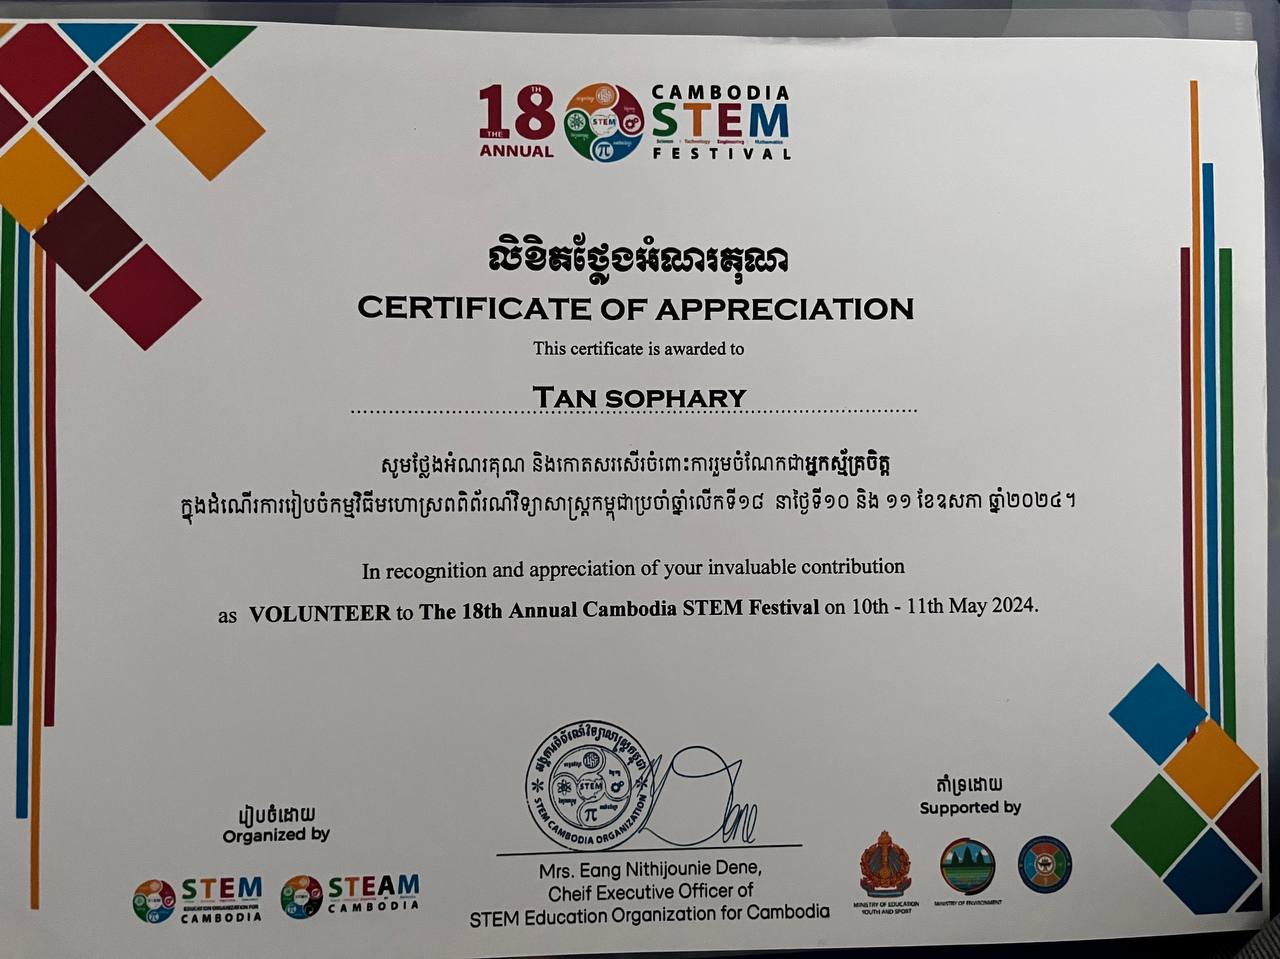 18TH
THE
ANNUAL
CAMBODIA
STEM
Science | Technology | Engineering | Mathematics
FESTIVAL
STEM
លិខិតថ្លែងអំណរគុណ
CERTIFICATE OF APPRECIATION
This certificate is awarded to
TAN SOPHARY
សូមថ្លែងអំណរគុណ និងកោតសរសើរចំពោះការរួមចំណែកជាអ្នកស្ម័គ្រចិត្ត
ក្នុងដំណើរការរៀបចំកម្មវិធីមហោស្រពពិព័រណ៍វិទ្យាសាស្ត្រកម្ពុជាប្រចាំឆ្នាំលើកទី១៨ នាថ្ងៃទី១០ និង ១១ ខែឧសភា ឆ្នាំ២០២៤។
In recognition and appreciation of your invaluable contribution
as VOLUNTEER to The 18th Annual Cambodia STEM Festival on 10th - 11th May 2024.
STEM
STEM CAMBODIA ORGANIZATION
Dene
Mrs. Eang Nithijounie Dene,
Cheif Executive Officer of
STEM Education Organization for Cambodia
រៀបចំដោយ
Organized by
STEM
EDUCATION ORGANIZATION FOR
CAMBODIA
STEAM
CAMBODIA
គាំទ្រដោយ
Supported by
MINISTRY OF EDUCATION
YOUTH AND SPORT
MINISTRY OF ENVIRONMENT